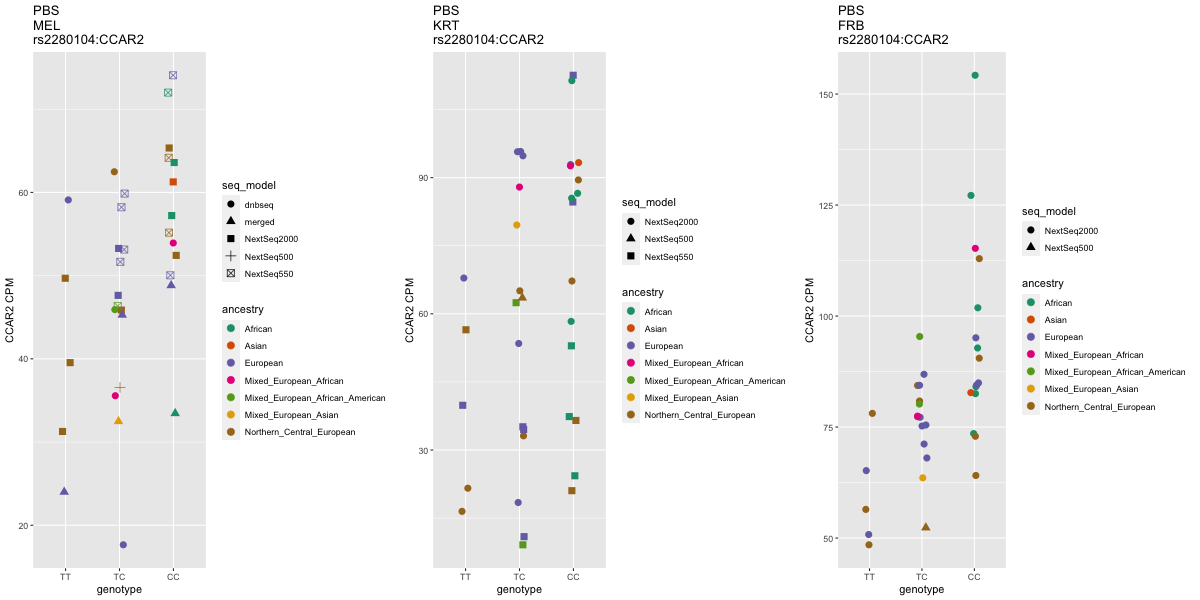 PBS
MEL
rs2280104:CCAR2
60
40
20
CCAR2 CPM
TT
TC
CC
genotype
seq_model
dnbseq
merged
NextSeq2000
NextSeq500
NextSeq550
ancestry
African
Asian
European
Mixed_European_African
Mixed_European_African_American
Mixed_European_Asian
Northern_Central_European
PBS
KRT
rs2280104:CCAR2
90
60
30
CCAR2 CPM
TT
TC
CC
genotype
seq_model
NextSeq2000
NextSeq500
NextSeq550
ancestry
African
Asian
European
Mixed_European_African
Mixed_European_African_American
Mixed_European_Asian
Northern_Central_European
PBS
FRB
rs2280104:CCAR2
150
125
100
75
50
CCAR2 CPM
TT
TC
CC
genotype
seq_model
NextSeq2000
NextSeq500
ancestry
African
Asian
European
Mixed_European_African
Mixed_European_African_American
Mixed_European_Asian
Northern_Central_European